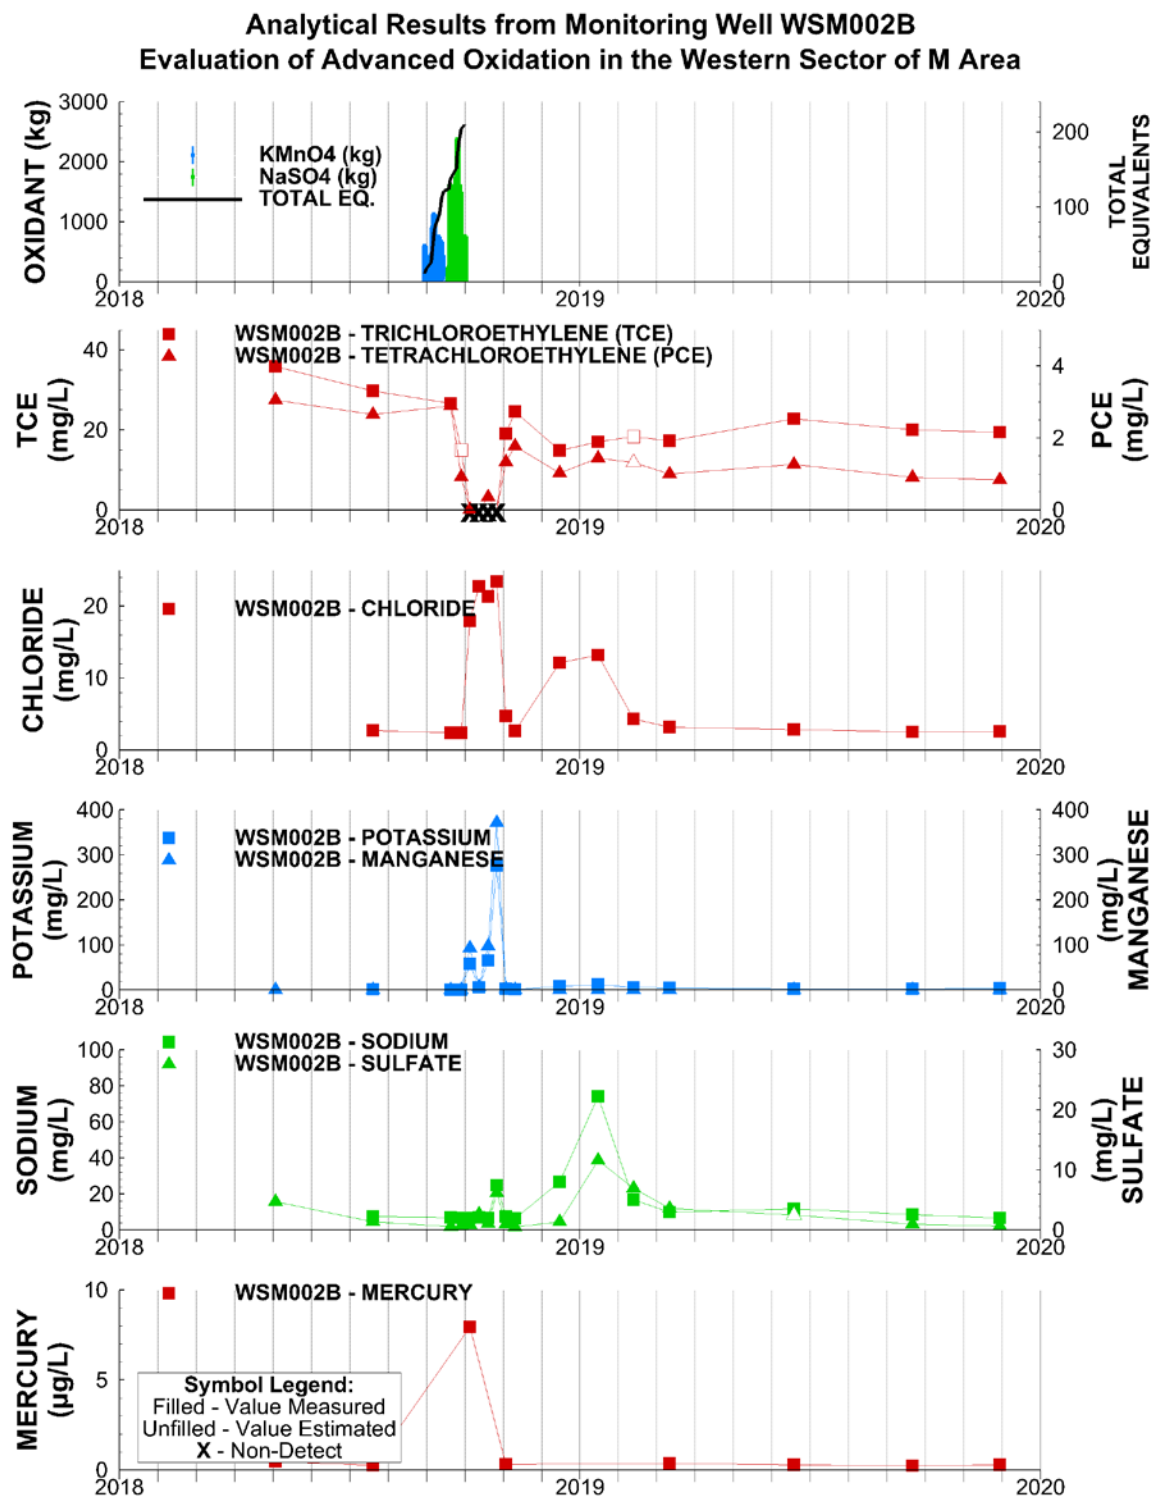 Analytical Results from Monitoring Well WSM002B
Evaluation of Advanced Oxidation in the Western Sector of M Area
OXIDANT (kg)
3000
2000
1000
0
KMnO4 (kg)
NaSO4 (kg)
TOTAL EQ.
200
100
0
TOTAL
EQUIVALENTS
2018
2019
2020
WSM002B - TRICHLOROETHYLENE (TCE)
WSM002B - TETRACHLOROETHYLENE (PCE)
TCE
(mg/L)
40
20
0
4
2
0
PCE
(mg/L)
2018
2019
2020
CHLORIDE
(mg/L)
20
10
0
WSM002B - CHLORIDE
2018
2019
2020
POTASSIUM
(mg/L)
400
300
200
100
0
WSM002B - POTASSIUM
WSM002B - MANGANESE
400
300
200
100
0
(mg/L)
MANGANESE
2018
2019
2020
WSM002B - SODIUM
WSM002B - SULFATE
SODIUM
(mg/L)
100
80
60
40
20
0
30
20
10
0
(mg/L)
SULFATE
2018
2019
2020
MERCURY
(µg/L)
10
5
0
WSM002B - MERCURY
Symbol Legend:
Filled - Value Measured
Unfilled - Value Estimated
X - Non-Detect
2018
2019
2020